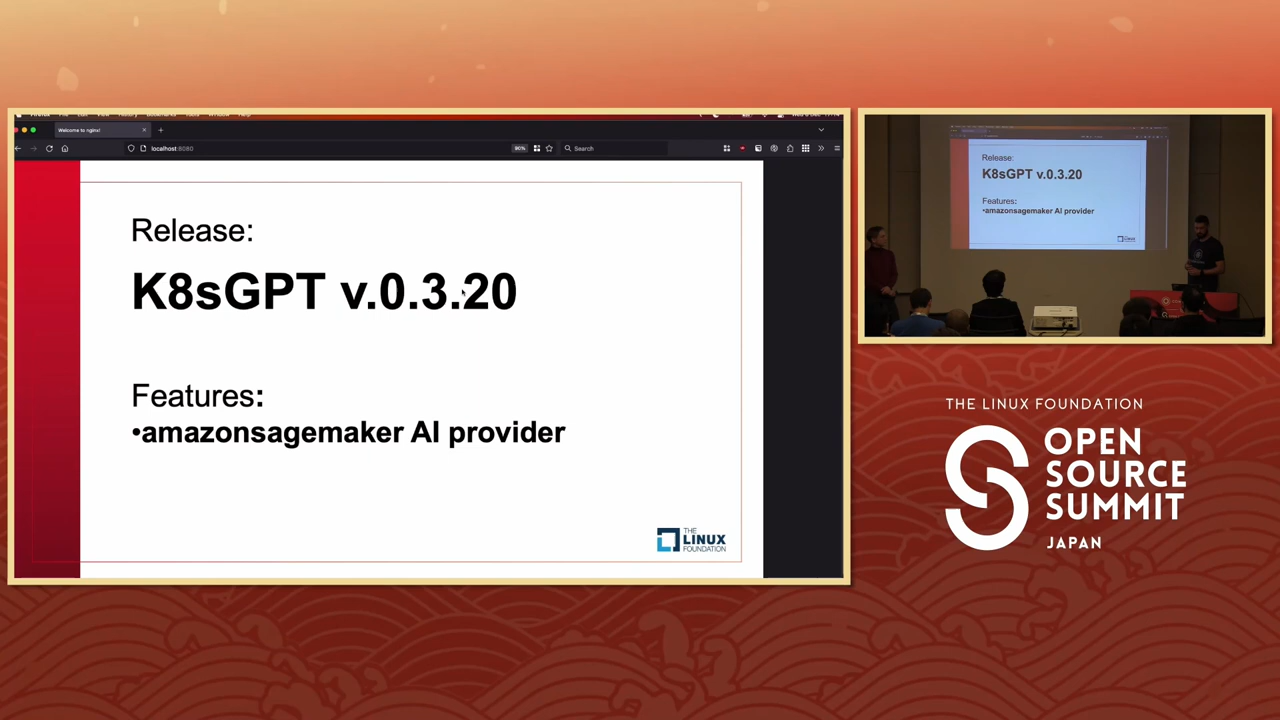 Welcome to nginx!
localhost:8080
90%
Search
Release:
K8sGPT v.0.3.20
Features:
•amazonsagemaker AI provider
THE
LINUX
FOUNDATION
Release:
K8sGPT v.0.3.20
Features:
•amazonsagemaker AI provider
THE LINUX FOUNDATION
OPEN
SOURCE
SUMMIT
JAPAN